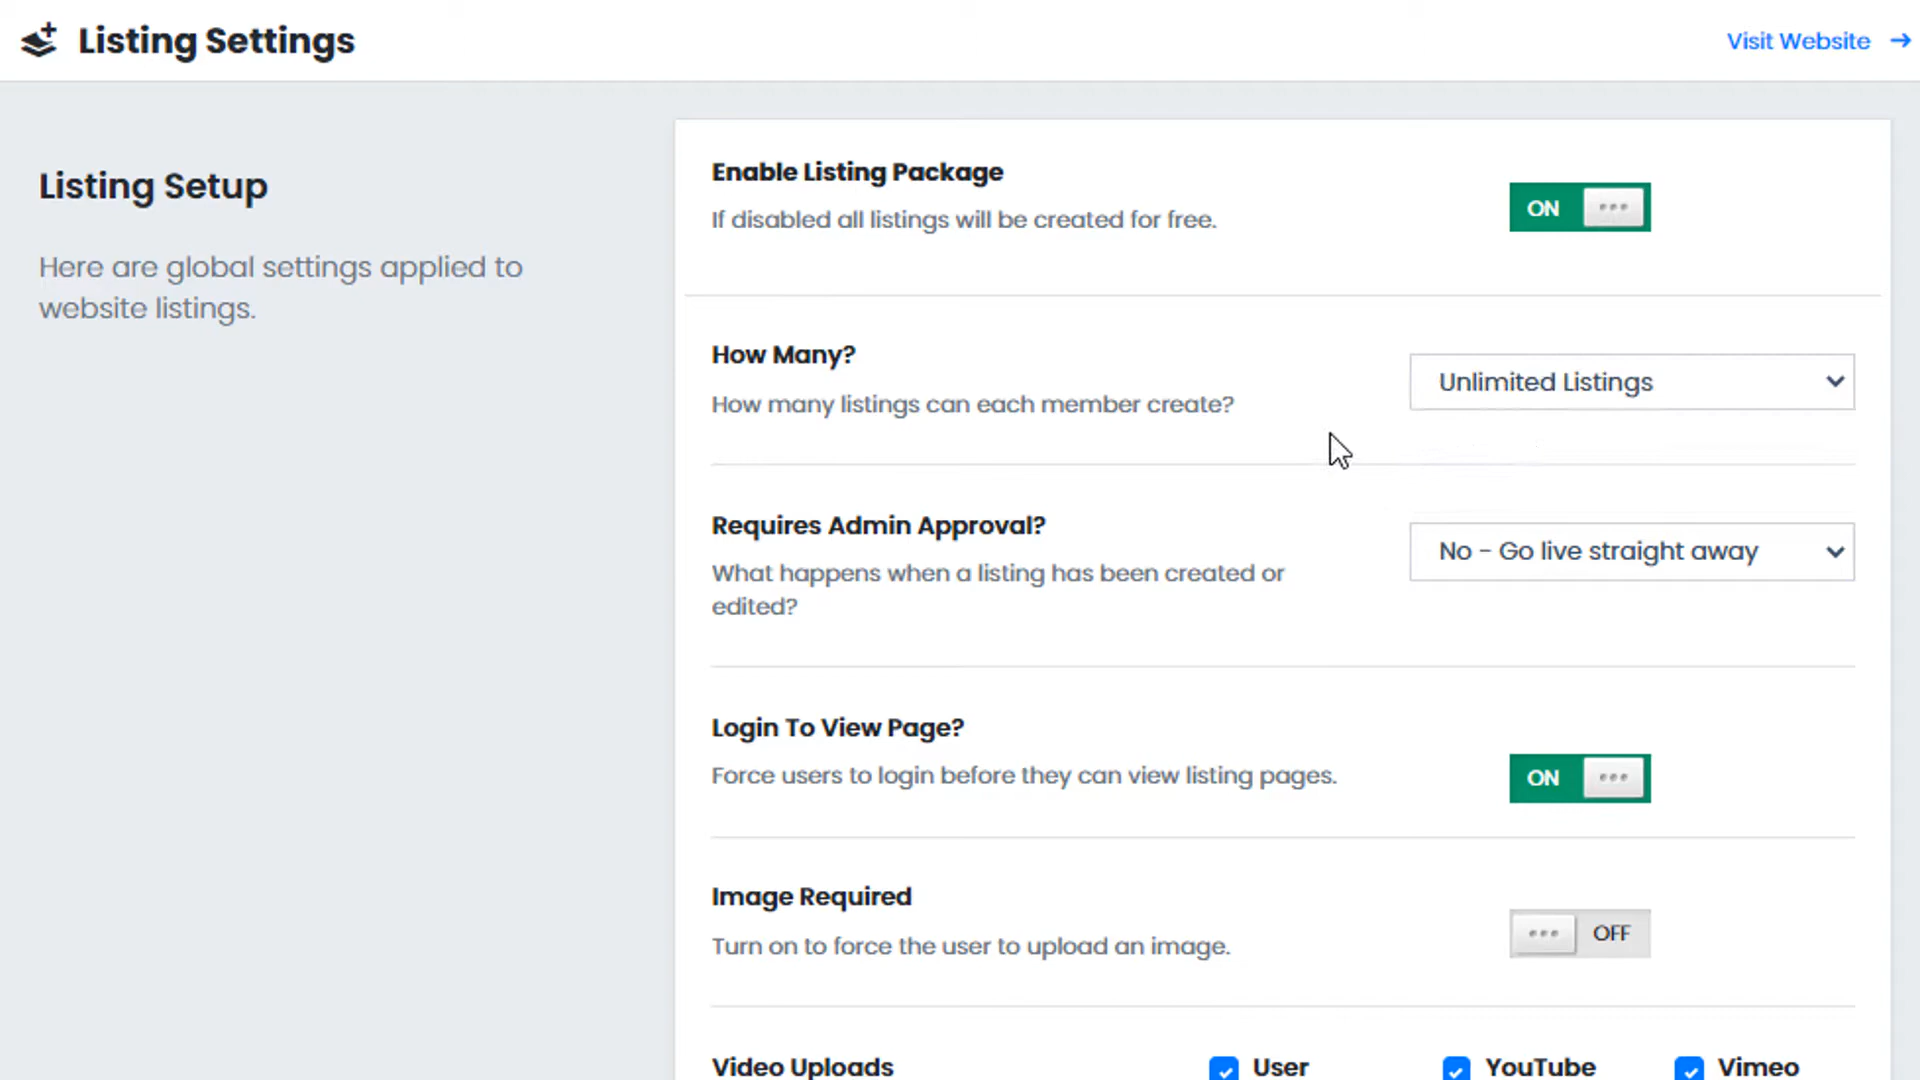 Listing Settings
Visit Website
Listing Setup
Here are global settings applied to
website listings.
Enable Listing Package
If disabled all listings will be created for free.
ON
How Many?
How many listings can each member create?
Unlimited Listings
Requires Admin Approval?
What happens when a listing has been created or
edited?
No - Go live straight away
Login To View Page?
Force users to login before they can view listing pages.
ON
Image Required
Turn on to force the user to upload an image.
OFF
Video Uploads
User
YouTube
Vimeo